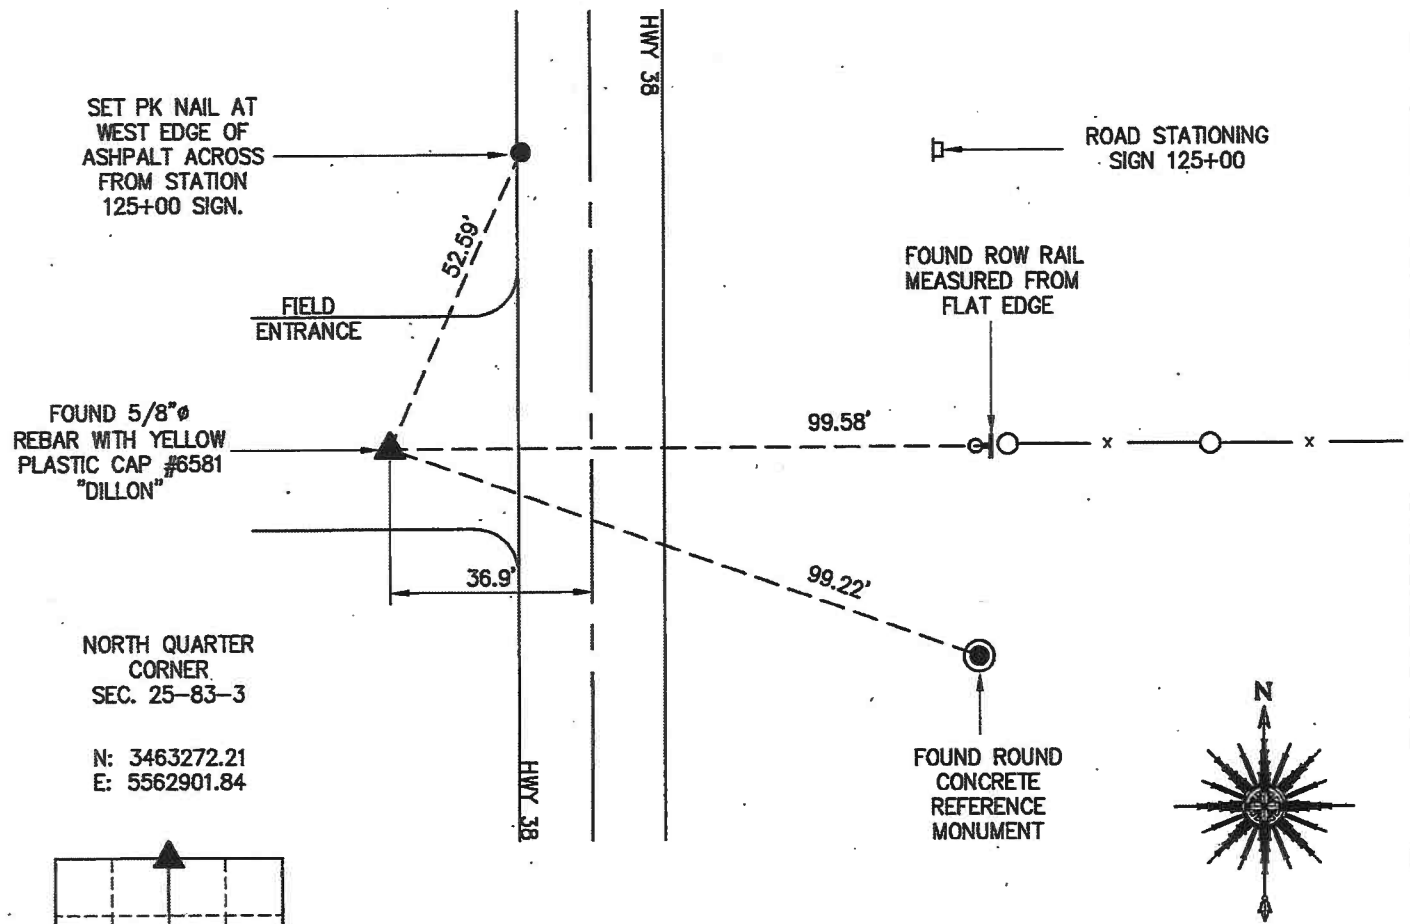 HWY 38
SET PK NAIL AT
WEST EDGE OF
ASHPALT ACROSS
FROM STATION
125+00 SIGN.
ROAD STATIONING
SIGN 125+00
52.59'
FOUND ROW RAIL
MEASURED FROM
FLAT EDGE
FIELD
ENTRANCE
FOUND 5/8"ø
REBAR WITH YELLOW
PLASTIC CAP #6581
"DILLON"
99.58'
x
x
36.9'
99.22'
NORTH QUARTER
CORNER
SEC. 25-83-3
N: 3463272.21
E: 5562901.84
HWY 38
FOUND ROUND
CONCRETE
REFERENCE
MONUMENT
N